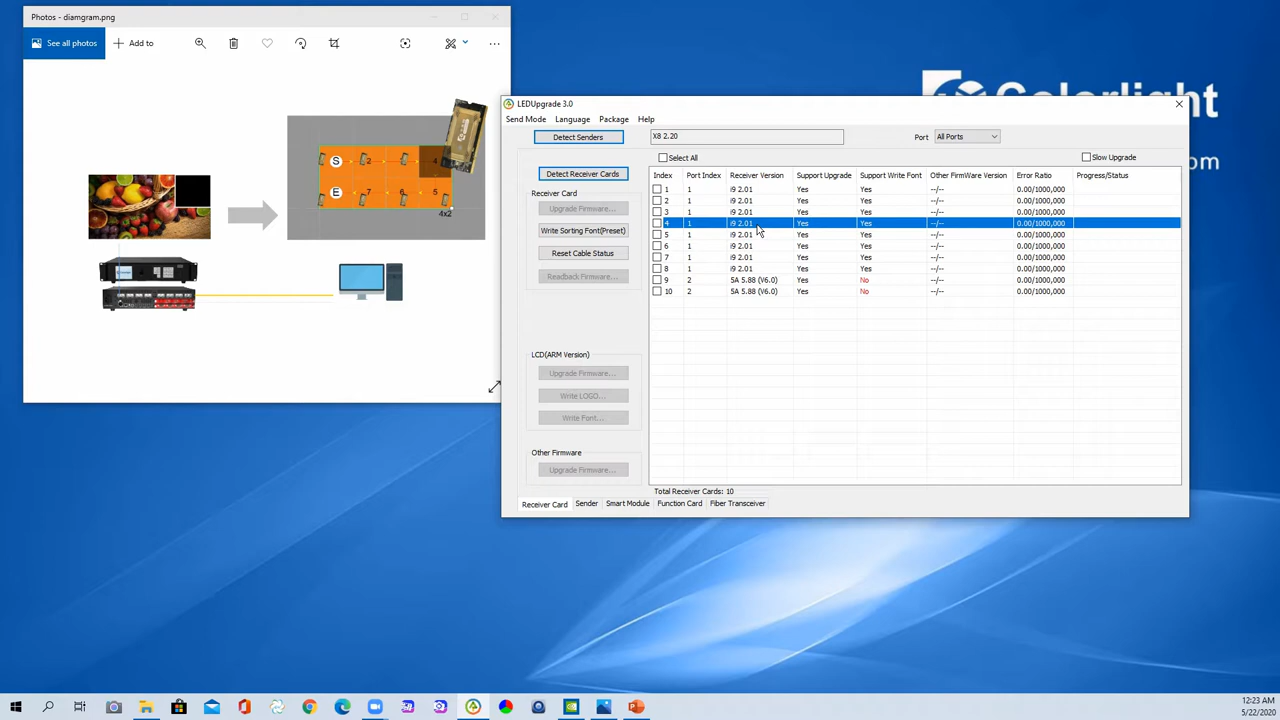 Photos - diamgram.png
See all photos
Add to
S 2 4
E 7 6 5
4x2
Colorlight
.com
LEDUpgrade 3.0
Send Mode Language Package Help
Detect Senders X8 2.20 Port All Ports
Select All Slow Upgrade
Detect Receiver Cards
Receiver Card
Upgrade Firmware...
Write Sorting Font(Preset)
Reset Cable Status
Readback Firmware...
LCD(ARM Version)
Upgrade Firmware...
Write LOGO...
Write Font...
Other Firmware
Upgrade Firmware...
Index Port Index Receiver Version Support Upgrade Support Write Font Other FirmWare Version Error Ratio Progress/Status
1 1 i9 2.01 Yes Yes --/-- 0.00/1000,000
2 1 i9 2.01 Yes Yes --/-- 0.00/1000,000
3 1 i9 2.01 Yes Yes --/-- 0.00/1000,000
4 1 i9 2.01 Yes Yes --/-- 0.00/1000,000
5 1 i9 2.01 Yes Yes --/-- 0.00/1000,000
6 1 i9 2.01 Yes Yes --/-- 0.00/1000,000
7 1 i9 2.01 Yes Yes --/-- 0.00/1000,000
8 1 i9 2.01 Yes Yes --/-- 0.00/1000,000
9 2 5A 5.88 (V6.0) Yes No --/-- 0.00/1000,000
10 2 5A 5.88 (V6.0) Yes No --/-- 0.00/1000,000
Total Receiver Cards: 10
Receiver Card Sender Smart Module Function Card Fiber Transceiver
12:23 AM
5/22/2020